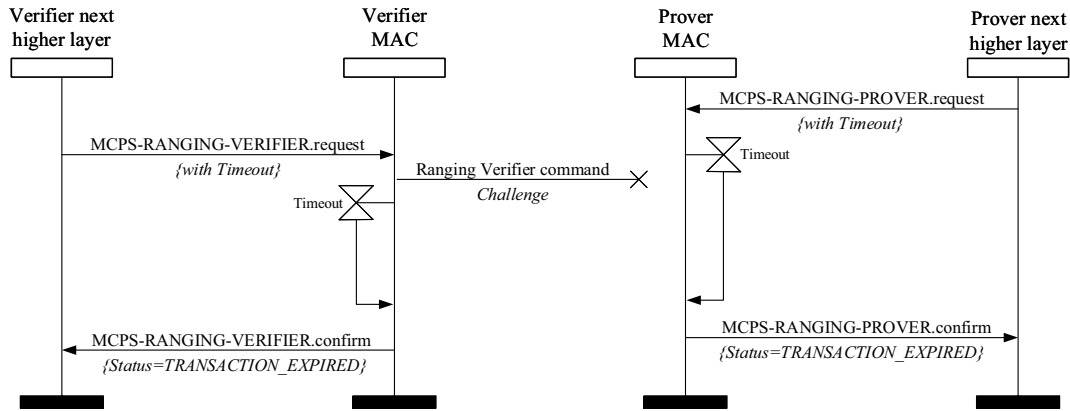 Verifier next
higher layer
Verifier
MAC
Prover
MAC
Prover next
higher layer
MCPS-RANGING-PROVER.request
{with Timeout}
MCPS-RANGING-VERIFIER.request
{with Timeout}
Timeout
Ranging Verifier command
Challenge
Timeout
MCPS-RANGING-PROVER.confirm
{Status=TRANSACTION_EXPIRED}
MCPS-RANGING-VERIFIER.confirm
{Status=TRANSACTION_EXPIRED}